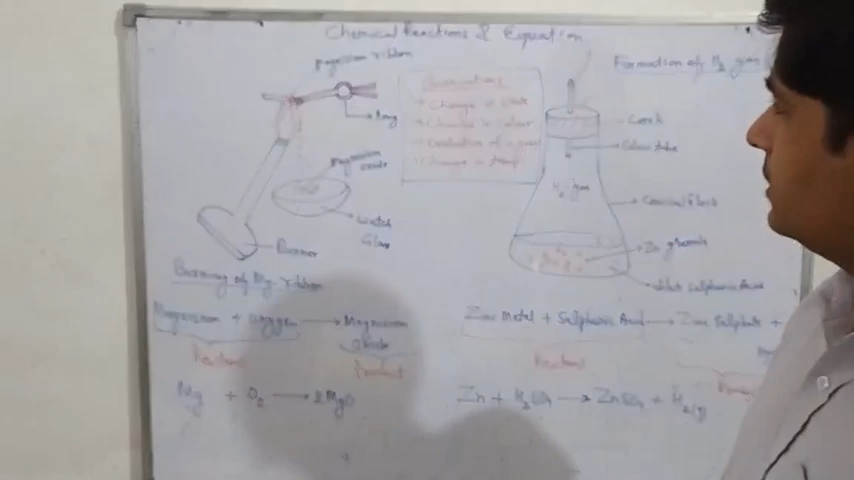 Chemical Reactions & Equation
Magnesium ribbon
Tong
Magnesium
oxide
Watch
Glass
Burner
Burning of Mg ribbon
Change in state
Change in colour
Evolution of a gas
Change in temp
Formation of H2 gas
Cork
Glass tube
H2 gas
Conical Flask
Zn granuls
dilute Sulphuric Acid
Magnesium + Oxygen → Magnesium
Oxide
Reactant
Product
Mg + O2 → 2MgO
Zinc Metal + Sulphuric Acid → Zinc Sulphate +
Reactant
Zn + H2SO4 → ZnSO4 + H2(g)